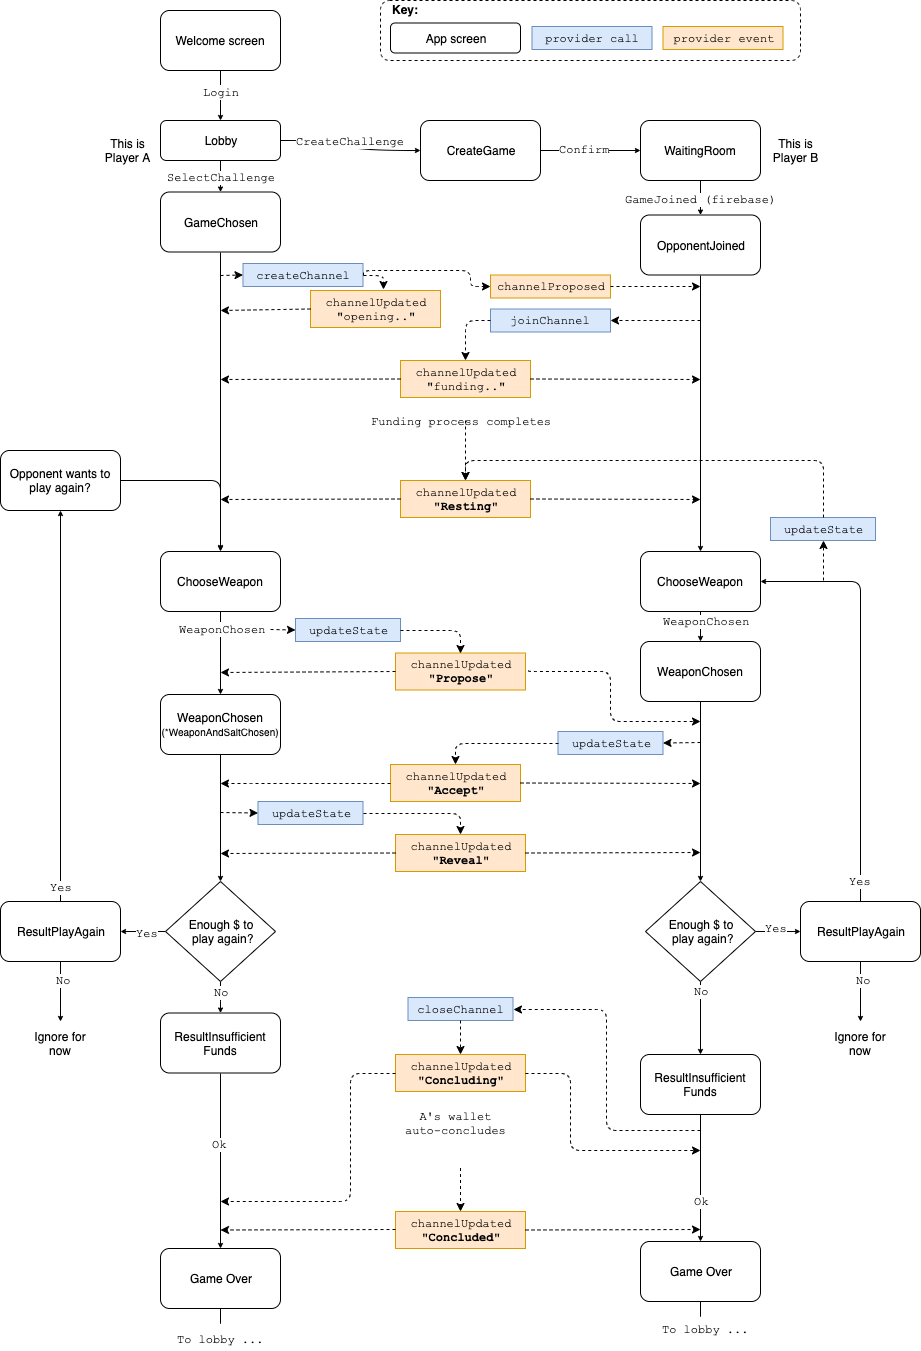 Key:
App screen
provider call
provider event
Welcome screen
Login
This is
Player A
Lobby
CreateChallenge
CreateGame
Confirm
WaitingRoom
This is
Player B
SelectChallenge
GameJoined (firebase)
GameChosen
OpponentJoined
createChannel
channelProposed
channelUpdated
"opening.."
joinChannel
channelUpdated
"funding.."
Funding process completes
Opponent wants to
play again?
channelUpdated
"Resting"
updateState
ChooseWeapon
ChooseWeapon
WeaponChosen
updateState
WeaponChosen
channelUpdated
"Propose"
WeaponChosen
WeaponChosen
(*WeaponAndSaltChosen)
updateState
channelUpdated
"Accept"
updateState
channelUpdated
"Reveal"
Yes
Yes
ResultPlayAgain
Yes
Enough $ to
play again?
Enough $ to
play again?
Yes
ResultPlayAgain
No
No
No
No
Ignore for
now
ResultInsufficient
Funds
closeChannel
Ignore for
now
channelUpdated
"Concluding"
ResultInsufficient
Funds
A's wallet
auto-concludes
Ok
Ok
channelUpdated
"Concluded"
Game Over
Game Over
To lobby ...
To lobby ...